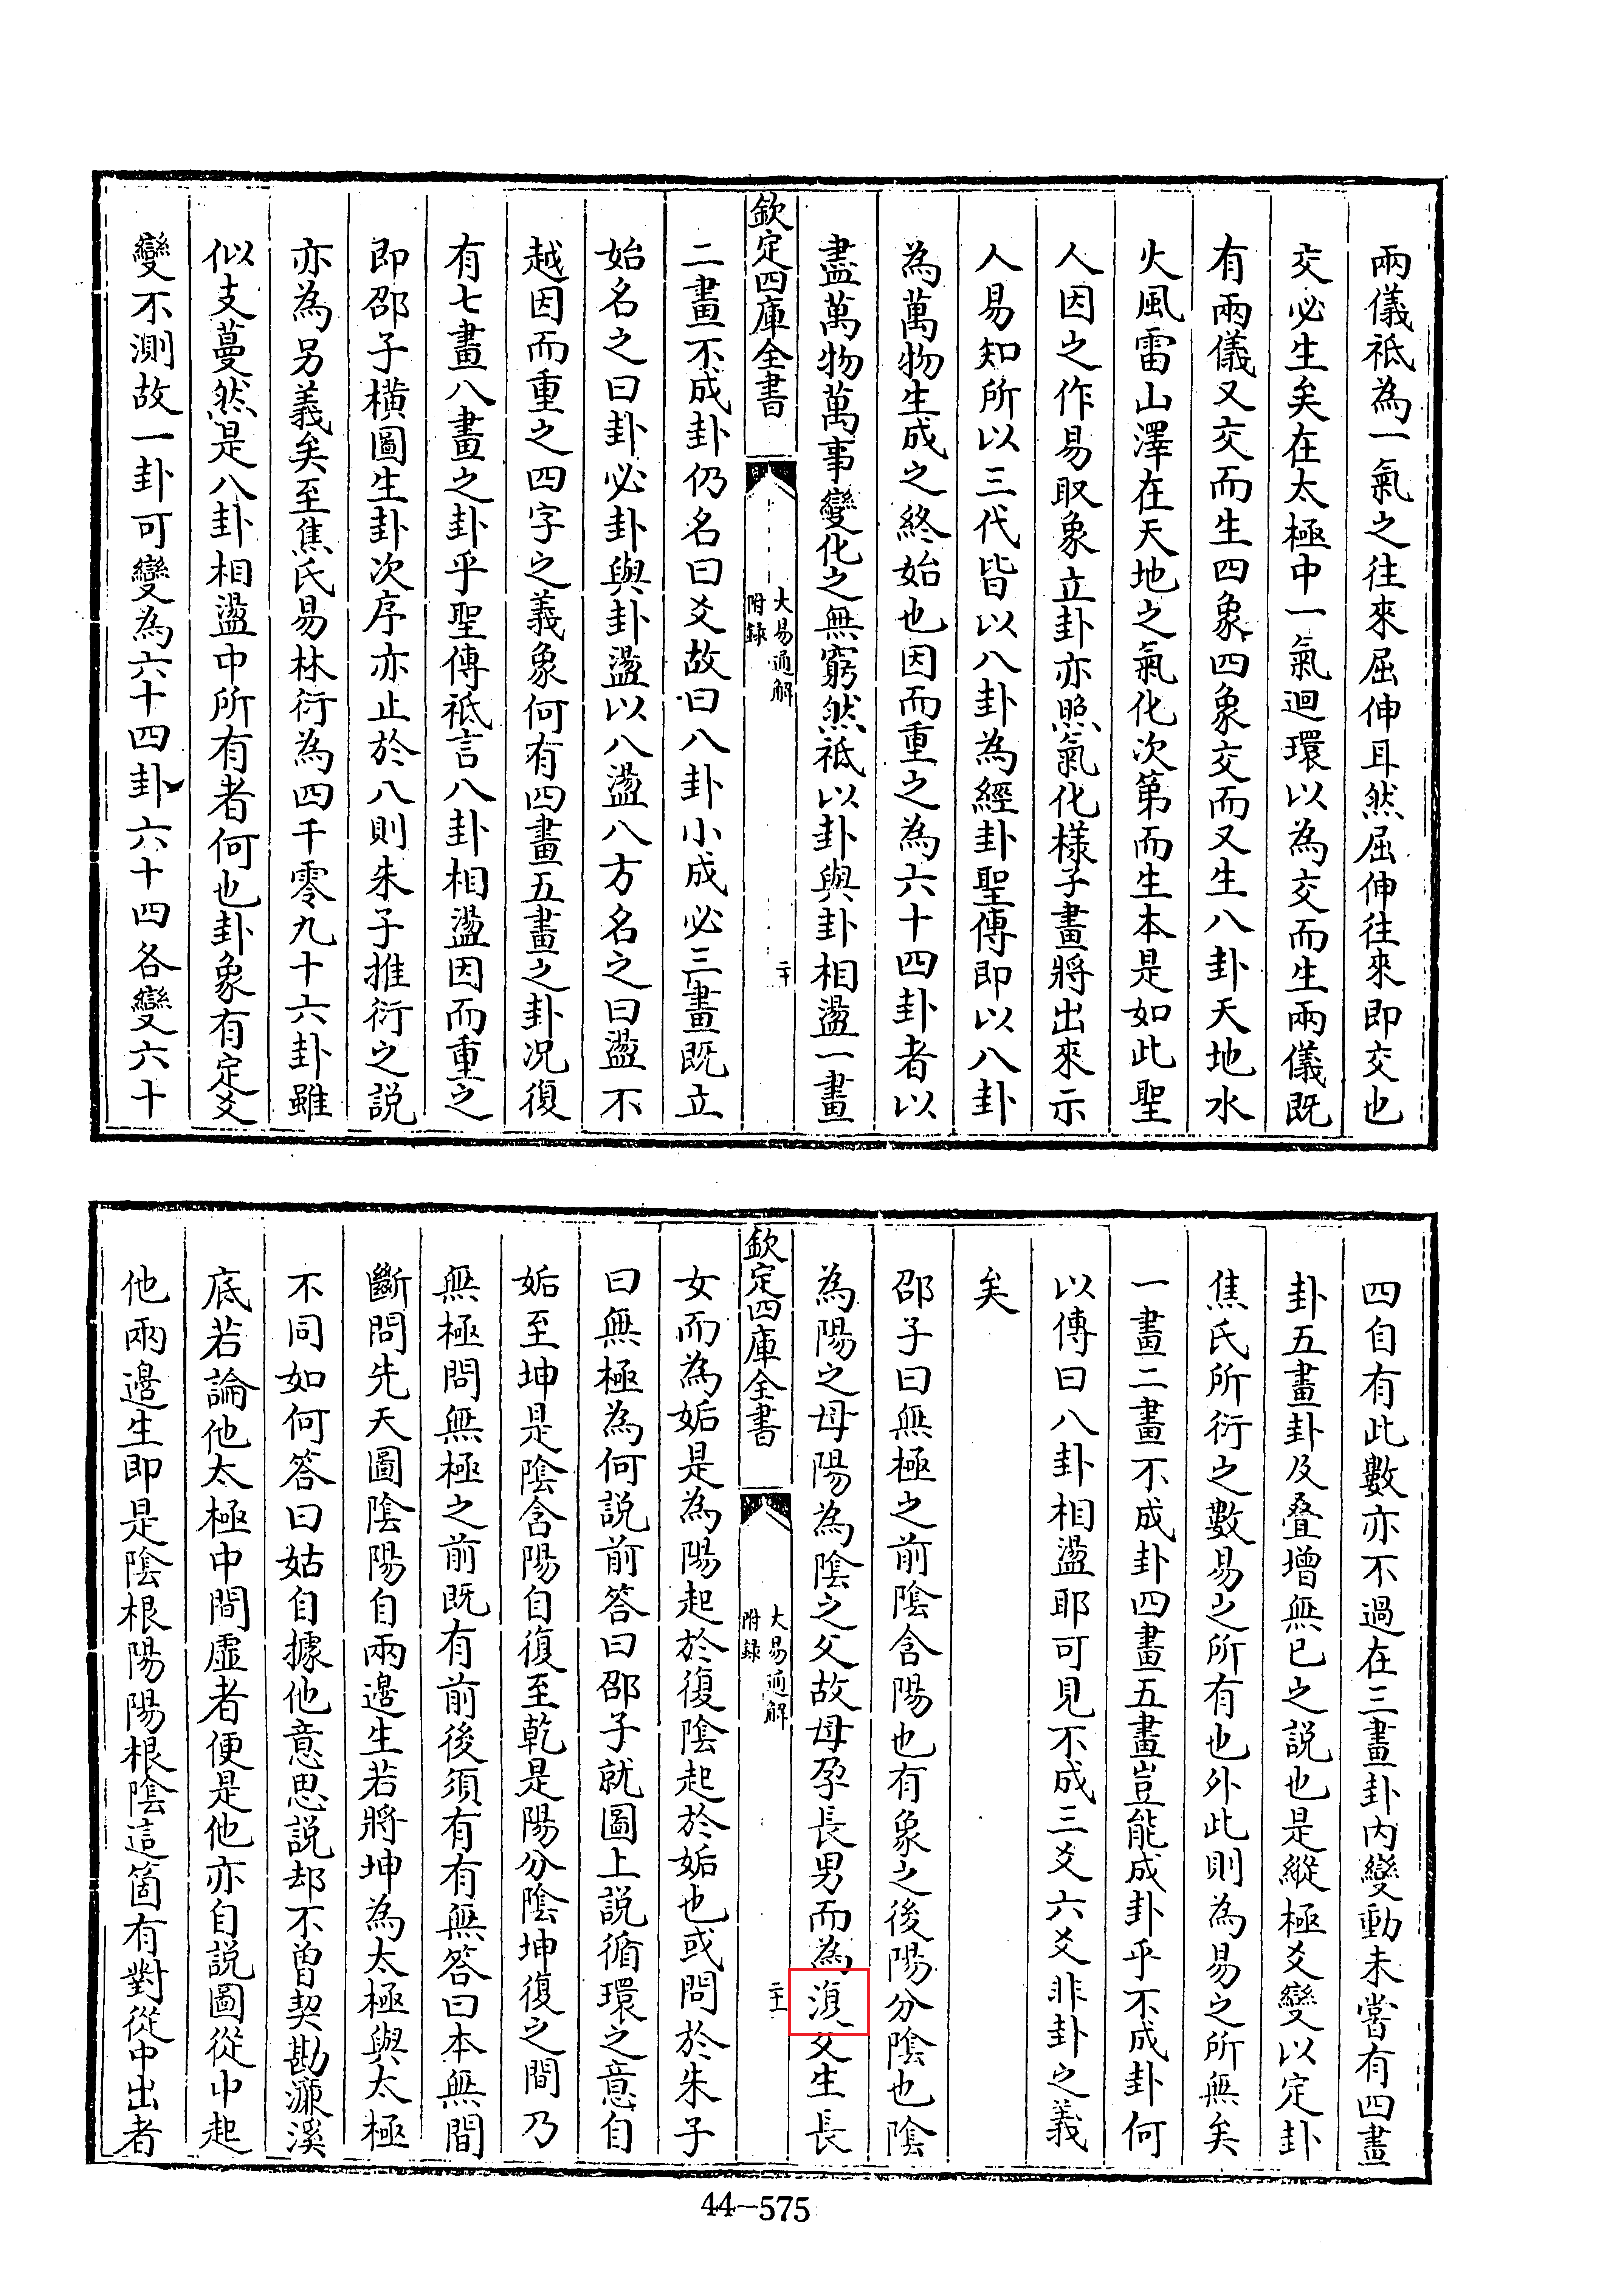 兩儀祗為一氣之往來屈伸耳然屈伸往來即交也
交必生矣在太極中一氣迴環以為交而生兩儀既
有兩儀又交而生四象四象交而又生八卦天地水
火風雷山澤在天地之氣化次第而生本是如此聖
人因之作易取象立卦亦照氣化樣子畫將出來示
人易知所以三代皆以八卦為經卦聖傳即以八卦
為萬物生成之終始也因而重之為六十四卦者以
盡萬物萬事變化之無窮然祗以卦與卦相盪一畫
欽定四庫全書
大易通解
附録
二十
二畫不成卦仍名曰爻故曰八卦小成必三畫既立
始名之曰卦必卦與卦盪以八盪八方名之曰盪不
越因而重之四字之義象何有四畫五畫之卦况復
有七畫八畫之卦乎聖傳祗言八卦相盪因而重之
即邵子橫圖生卦次序亦止於八則朱子推衍之説
亦為另義矣至焦氏易林衍為四千零九十六卦雖
似支蔓然是八卦相盪中所有者何也卦象有定爻
變不測故一卦可變為六十四卦六十四各變六十
四自有此數亦不過在三畫卦内變動未嘗有四畫
卦五畫卦及叠增無已之説也是縱極爻變以定卦
焦氏所衍之數易之所有也外此則為易之所無矣
一畫二畫不成卦四畫五畫豈能成卦乎不成卦何
以傳曰八卦相盪耶可見不成三爻六爻非卦之義
矣
邵子曰無極之前陰含陽也有象之後陽分陰也陰
為陽之母陽為陰之父故母孕長男而為復父生長
欽定四庫全書
大易通解
附録
二十一
女而為姤是為陽起於復陰起於姤也或問於朱子
曰無極為何説前答曰邵子就圖上説循環之意自
姤至坤是陰含陽自復至乾是陽分陰坤復之間乃
無極問無極之前既有前後須有有無答曰本無間
斷問先天圖陰陽自兩邉生若將坤為太極與太極
不同如何答曰姑自據他意思説却不曽契勘濂溪
底若論他太極中間虚者便是他亦自説圖從中起
他兩邉生即是陰根陽陽根陰這箇有對從中出者
44-575